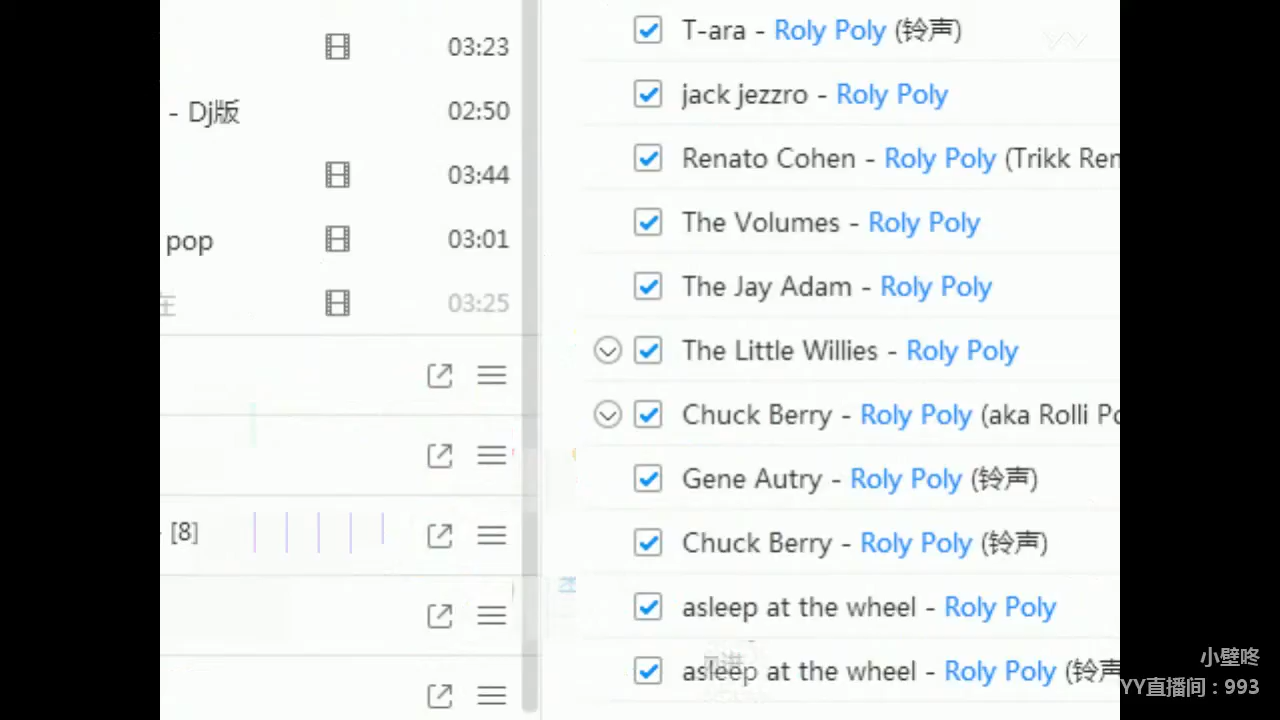 03:23
- Dj版
02:50
03:44
pop
03:01
在
03:25
[8]
T-ara - Roly Poly (铃声)
jack jezzro - Roly Poly
Renato Cohen - Roly Poly (Trikk Ren
The Volumes - Roly Poly
The Jay Adam - Roly Poly
The Little Willies - Roly Poly
Chuck Berry - Roly Poly (aka Rolli Po
Gene Autry - Roly Poly (铃声)
Chuck Berry - Roly Poly (铃声)
asleep at the wheel - Roly Poly
asleep at the wheel - Roly Poly (铃声
小壁咚
YY直播间：993